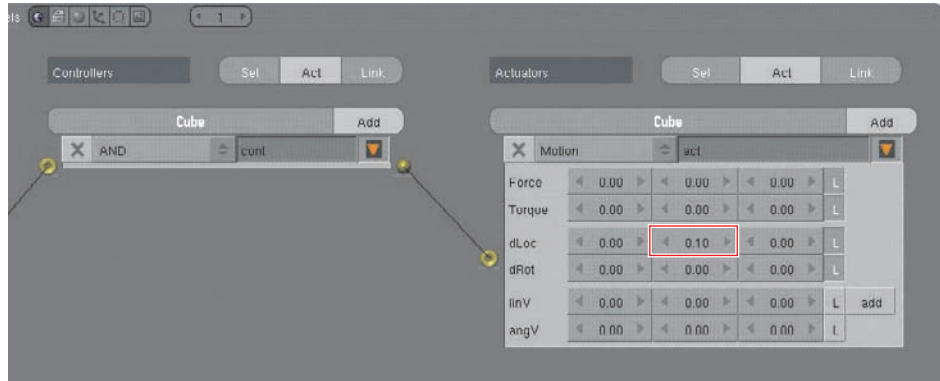 els 1
Controllers Sel Act Link
Actuators Sel Act Link
Cube Add
Cube Add
AND cont
Motion act
Force 0.00 0.00 0.00 L
Torque 0.00 0.00 0.00 L
dLoc 0.00 0.10 0.00 L
dRot 0.00 0.00 0.00 L
linV 0.00 0.00 0.00 L add
angV 0.00 0.00 0.00 L